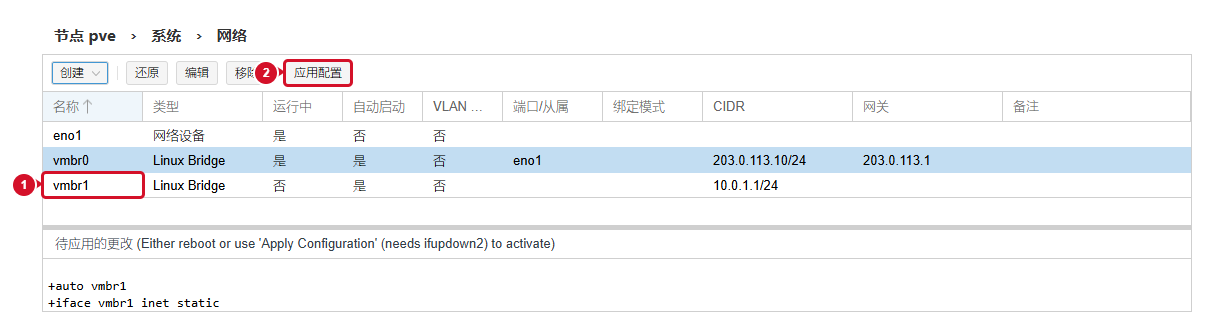 节点 pve › 系统 › 网络
创建 还原 编辑 移除 2 应用配置
名称↑ 类型 运行中 自动启动 VLAN ... 端口/从属 绑定模式 CIDR 网关 备注
eno1 网络设备 是 否 否
vmbr0 Linux Bridge 是 是 否 eno1 203.0.113.10/24 203.0.113.1
1 vmbr1 Linux Bridge 否 是 否 10.0.1.1/24
待应用的更改 (Either reboot or use 'Apply Configuration' (needs ifupdown2) to activate)
+auto vmbr1
+iface vmbr1 inet static